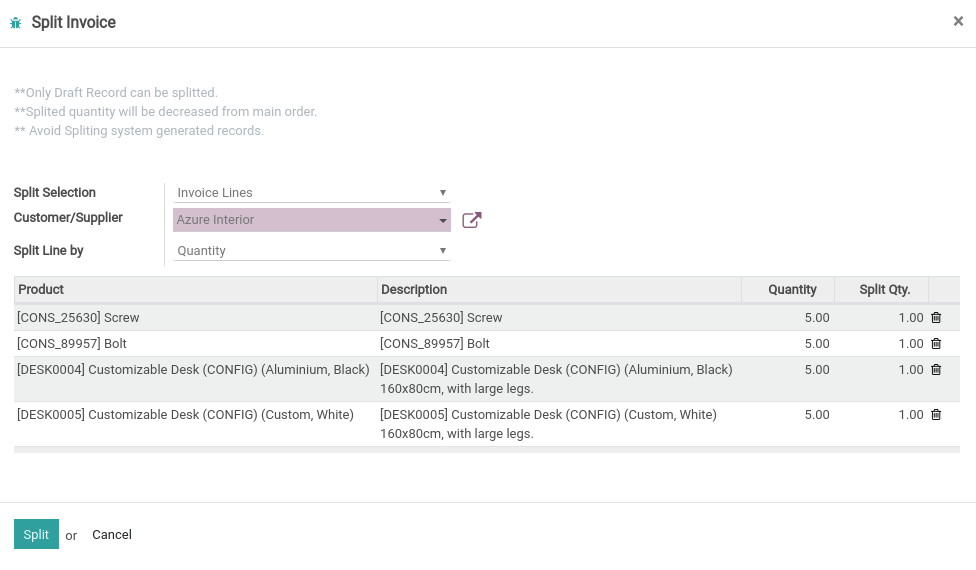 Split Invoice ×
**Only Draft Record can be splitted.
**Splited quantity will be decreased from main order.
** Avoid Spliting system generated records.
Split Selection Invoice Lines
Customer/Supplier Azure Interior
Split Line by Quantity
Product Description Quantity Split Qty.
[CONS_25630] Screw [CONS_25630] Screw 5.00 1.00
[CONS_89957] Bolt [CONS_89957] Bolt 5.00 1.00
[DESK0004] Customizable Desk (CONFIG) (Aluminium, Black) [DESK0004] Customizable Desk (CONFIG) (Aluminium, Black) 5.00 1.00
160x80cm, with large legs.
[DESK0005] Customizable Desk (CONFIG) (Custom, White) [DESK0005] Customizable Desk (CONFIG) (Custom, White) 5.00 1.00
160x80cm, with large legs.
Split or Cancel